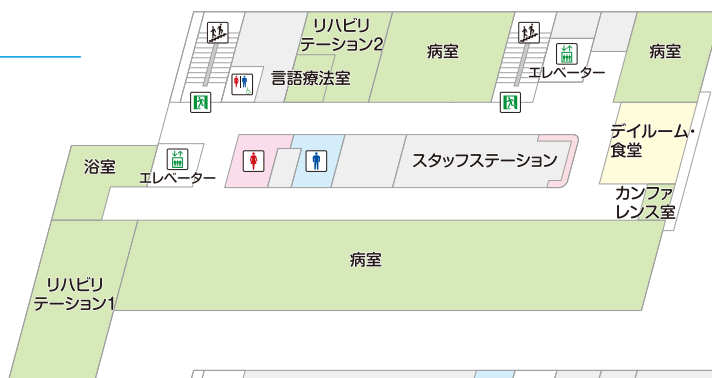 リハビリ
テーション2
病室
病室
エレベーター
言語療法室
デイルーム・
食堂
浴室
エレベーター
スタッフステーション
カンファ
レンス室
病室
リハビリ
テーション1